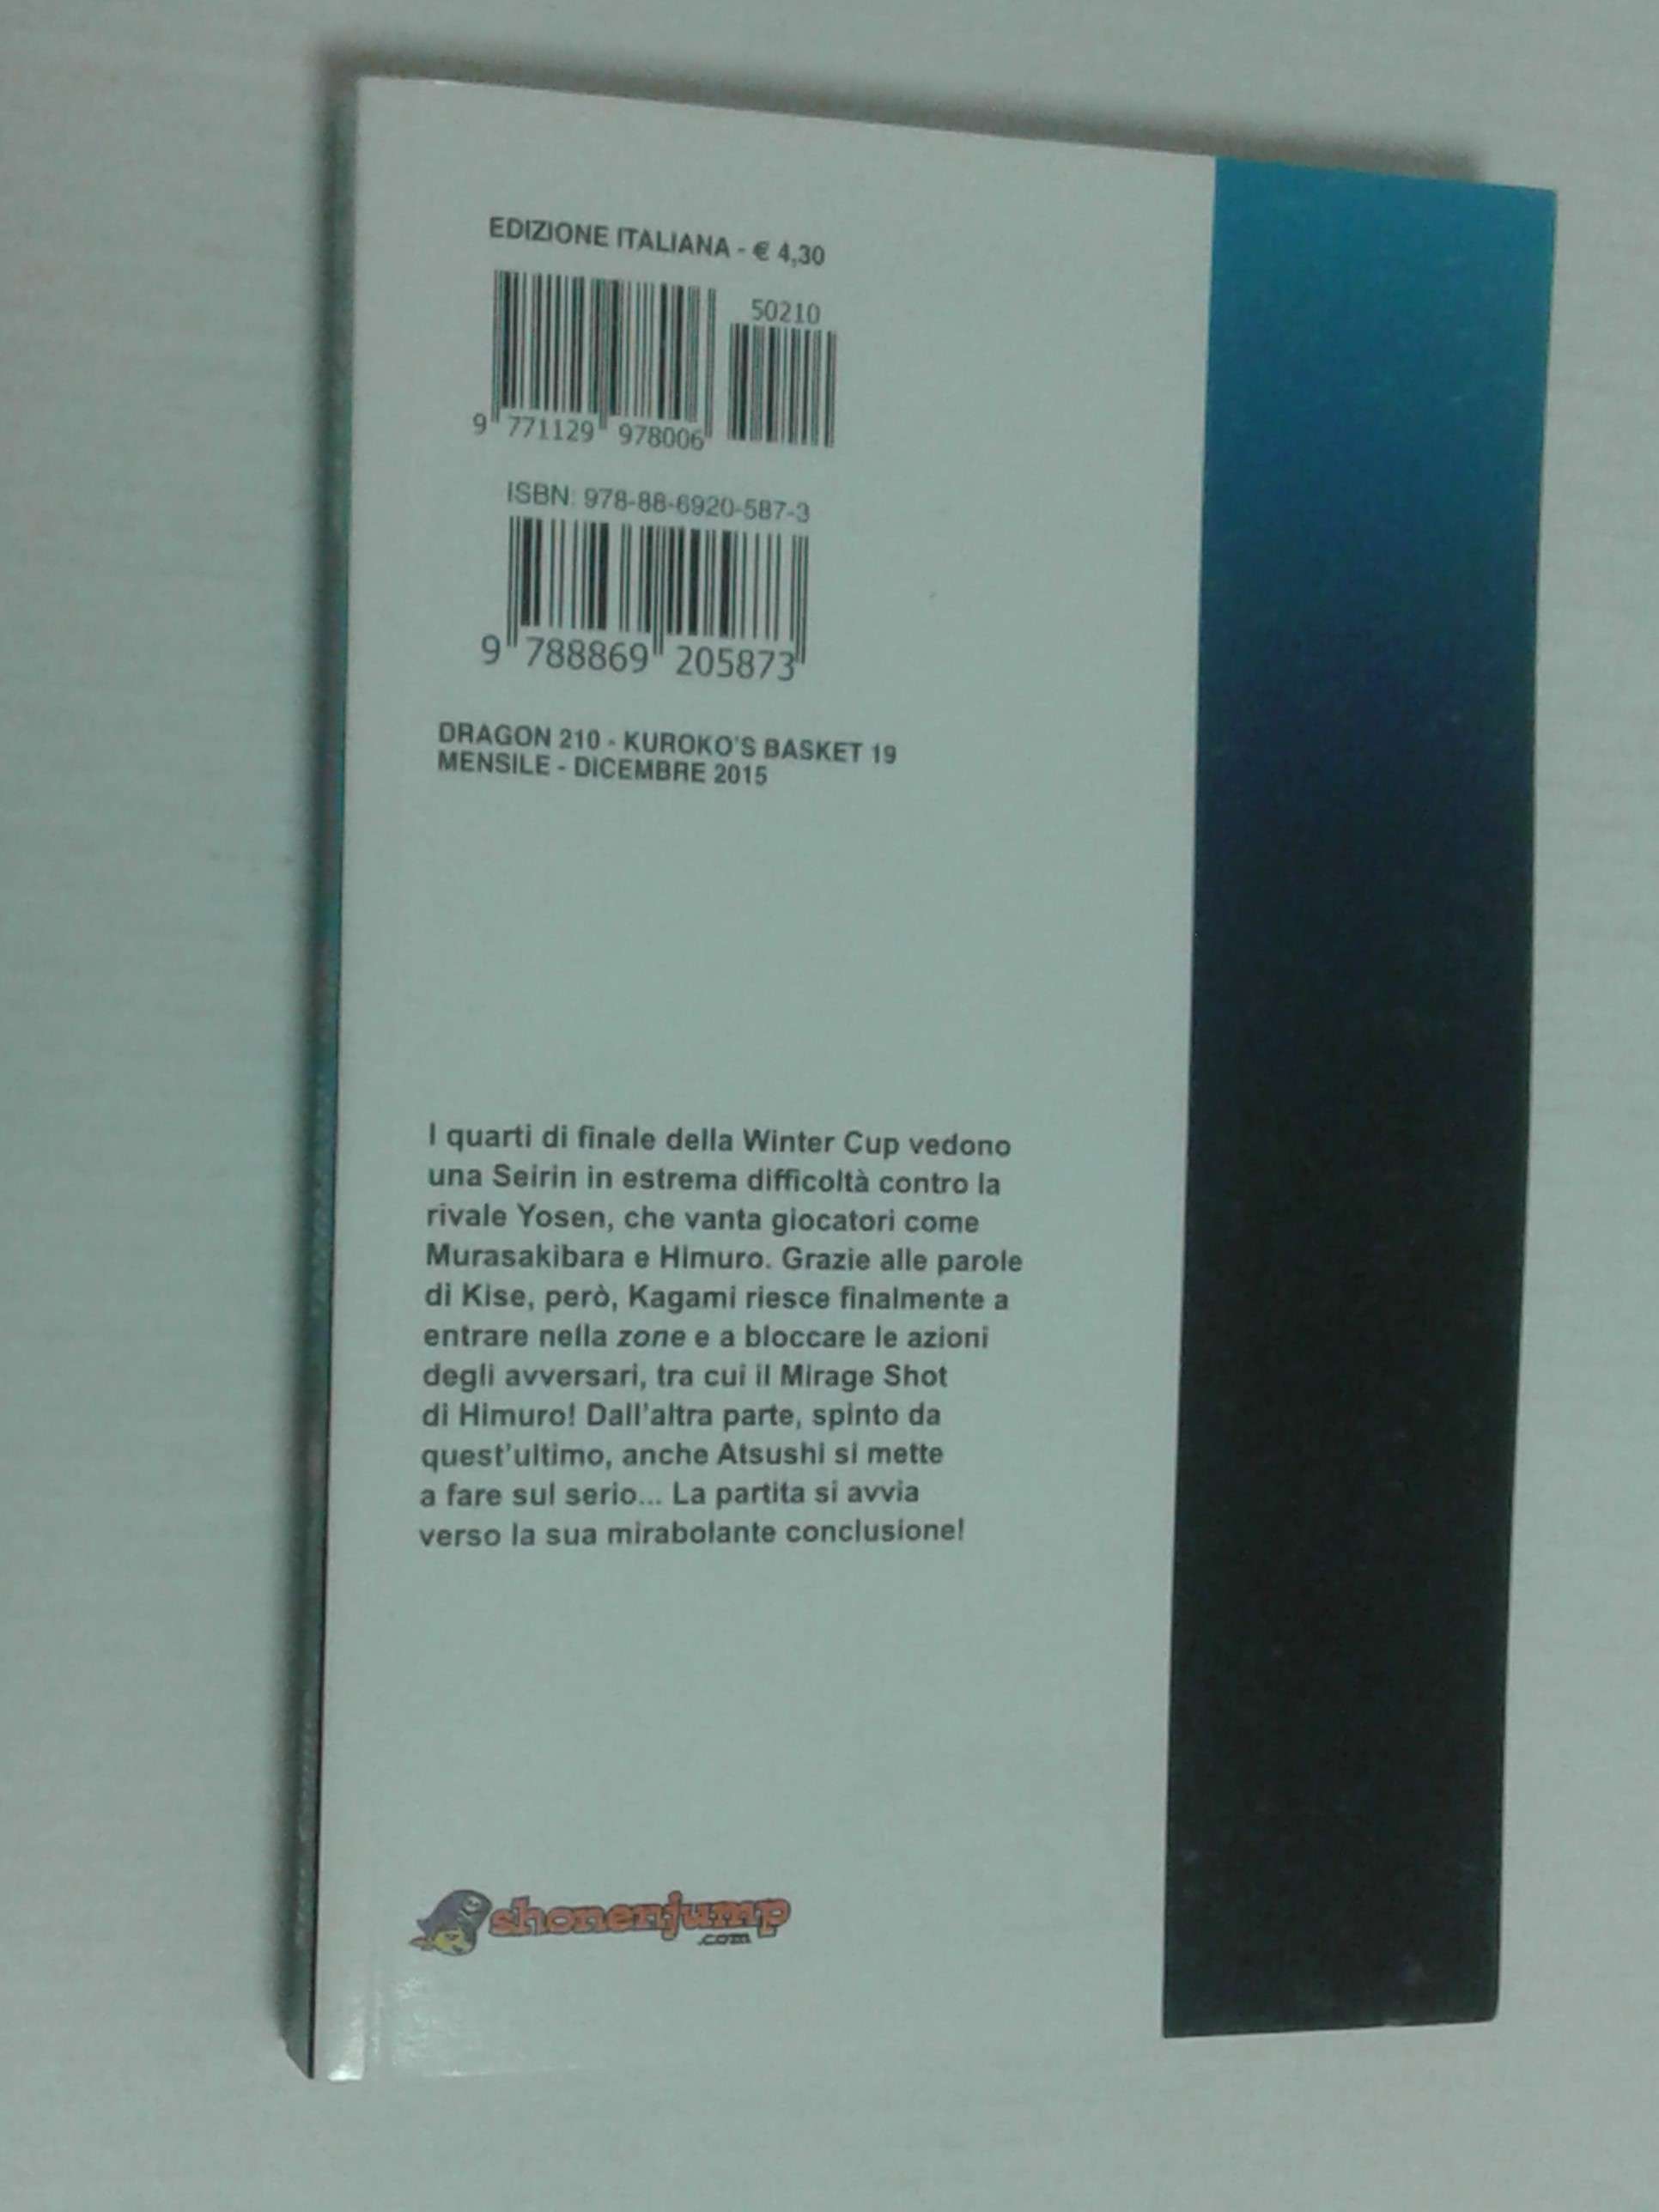 EDIZIONE ITALIANA - € 4,30
50210
9 771129 978006
ISBN: 978-88-6920-587-3
9 788869 205873
DRAGON 210 - KUROKO'S BASKET 19
MENSILE - DICEMBRE 2015
I quarti di finale della Winter Cup vedono
una Seirin in estrema difficoltà contro la
rivale Yosen, che vanta giocatori come
Murasakibara e Himuro. Grazie alle parole
di Kise, però, Kagami riesce finalmente a
entrare nella zone e a bloccare le azioni
degli avversari, tra cui il Mirage Shot
di Himuro! Dall'altra parte, spinto da
quest'ultimo, anche Atsushi si mette
a fare sul serio... La partita si avvia
verso la sua mirabolante conclusione!
shonenjump
.com